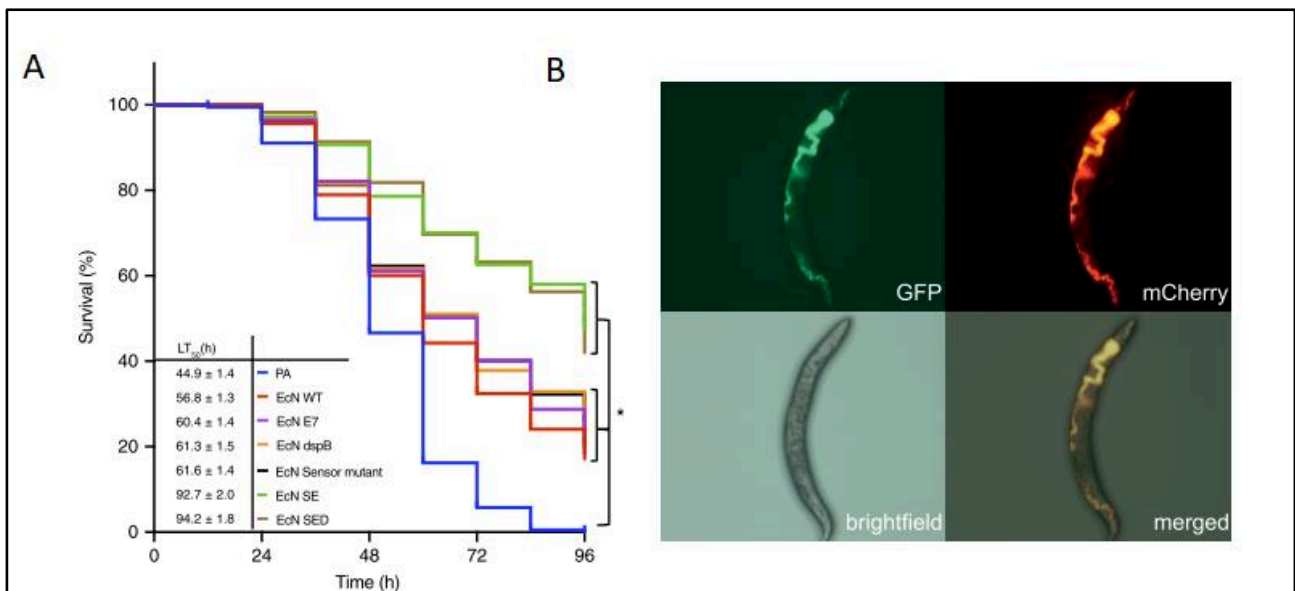 A
B
100
80
60
40
20
0
Survival (%)
LT50(h)
44.9 ± 1.4 PA
56.8 ± 1.3 EcN WT
60.4 ± 1.4 EcN E7
61.3 ± 1.5 EcN dspB
61.6 ± 1.4 EcN Sensor mutant
92.7 ± 2.0 EcN SE
94.2 ± 1.8 EcN SED
*
0 24 48 72 96
Time (h)
GFP
mCherry
brightfield
merged